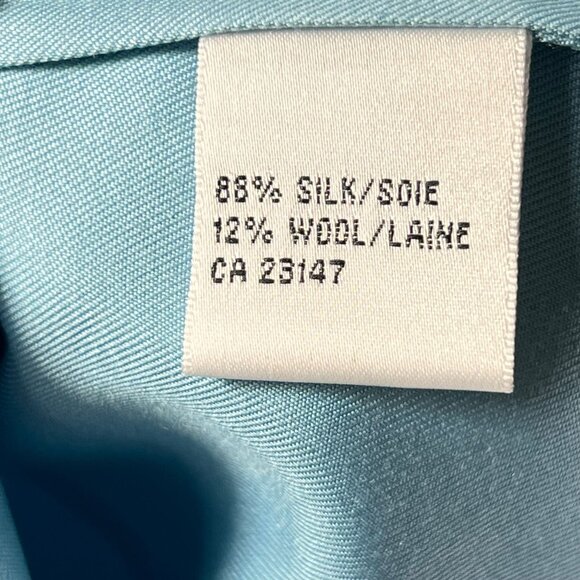 88% SILK/SOIE
12% WOOL/LAINE
CA 23147